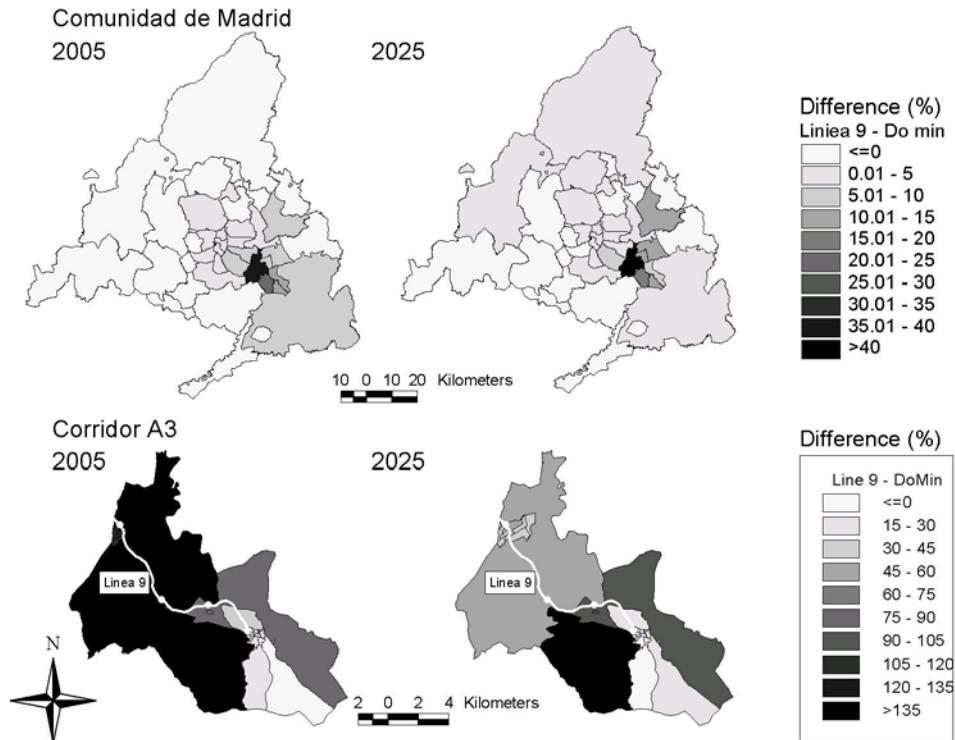 Comunidad de Madrid
2005
2025
Difference (%)
Liniea 9 - Do min
<=0
0.01 - 5
5.01 - 10
10.01 - 15
15.01 - 20
20.01 - 25
25.01 - 30
30.01 - 35
35.01 - 40
>40
10 0 10 20 Kilometers
Corridor A3
2005
2025
Linea 9
Linea 9
N
2 0 2 4 Kilometers
Difference (%)
Line 9 - DoMin
<=0
15 - 30
30 - 45
45 - 60
60 - 75
75 - 90
90 - 105
105 - 120
120 - 135
>135